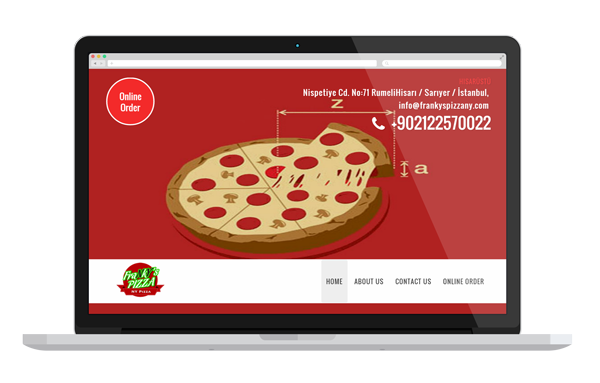 Online
Order
Nispetiye Cd. No:71 RumeliHisarı / Sarıyer / İstanbul,
info@frankyspizzany.com
+902122570022
z
a
Franky's
PIZZA
NY Pizza
HOME
ABOUT US
CONTACT US
ONLINE ORDER